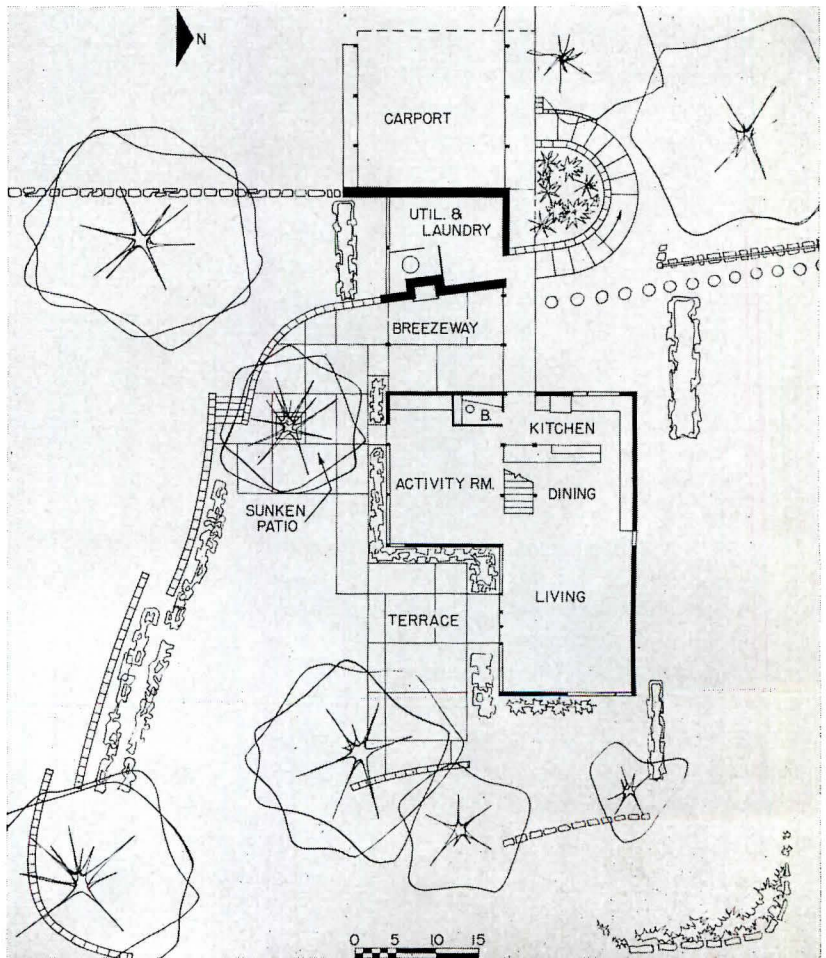 N
CARPORT
UTIL. &
LAUNDRY
BREEZEWAY
B.
KITCHEN
ACTIVITY RM.
DINING
SUNKEN
PATIO
LIVING
TERRACE
0 5 10 15